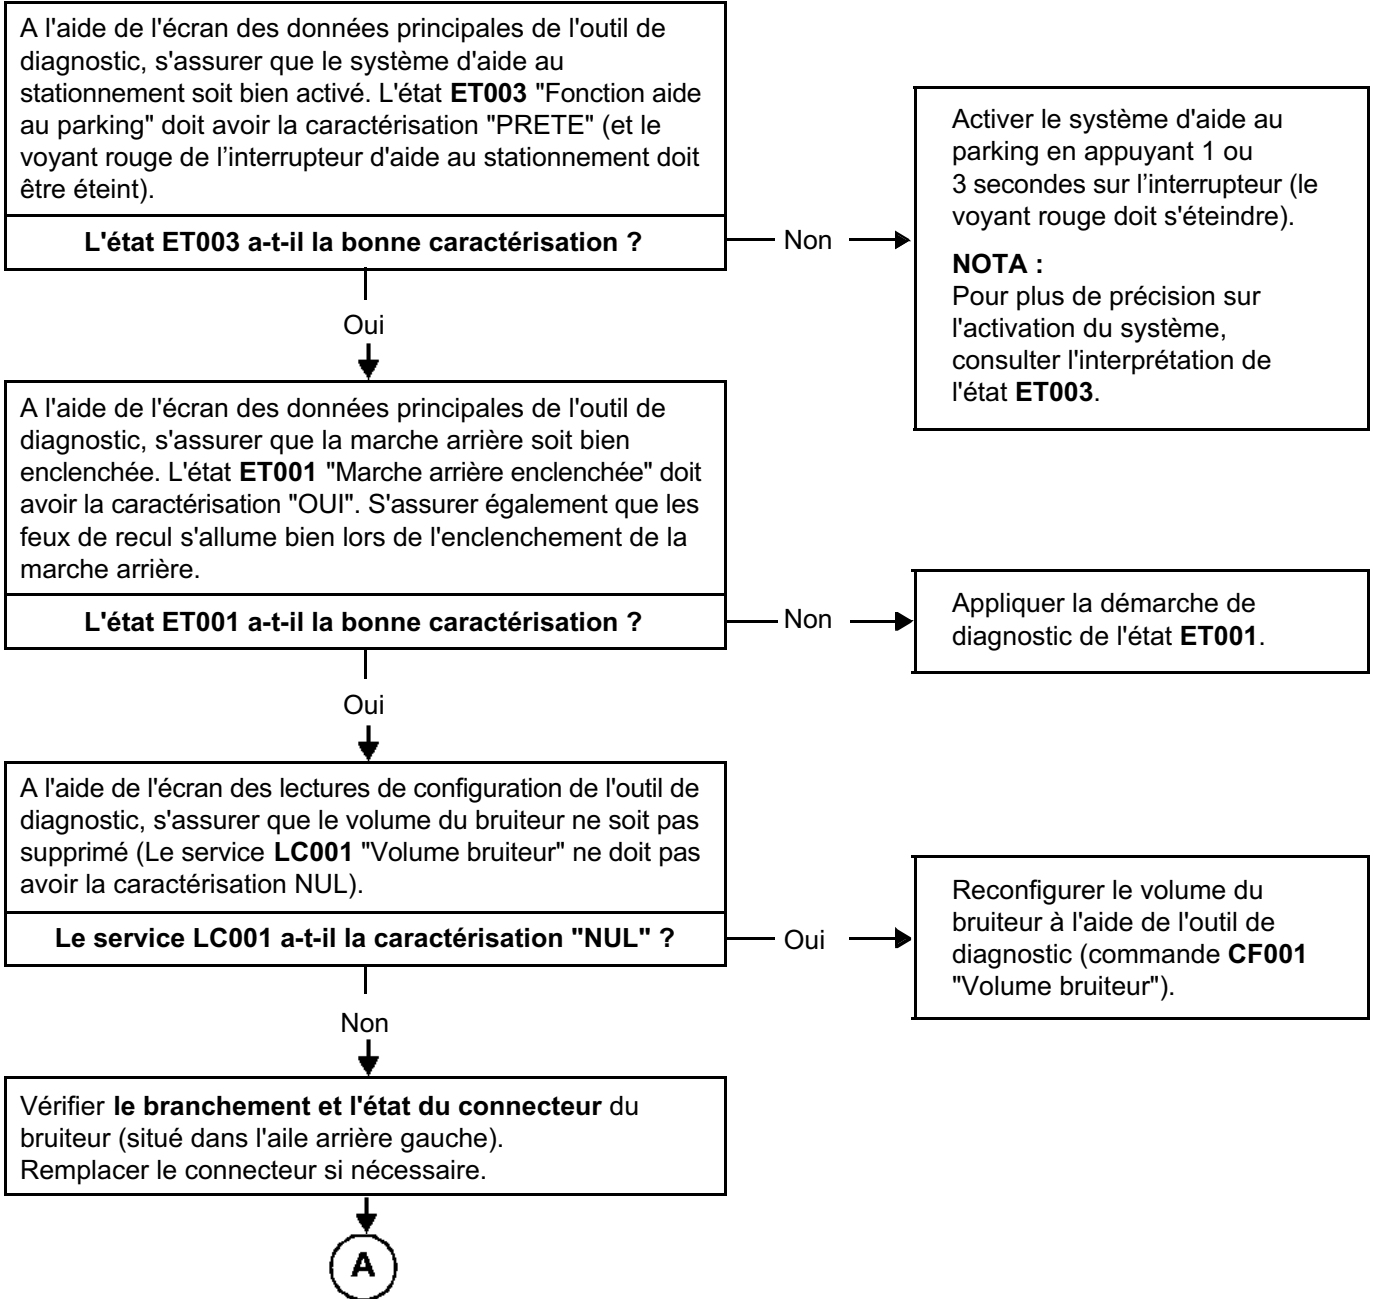 A l'aide de l'écran des données principales de l'outil de
diagnostic, s'assurer que le système d'aide au
stationnement soit bien activé. L'état ET003 "Fonction aide
au parking" doit avoir la caractérisation "PRETE" (et le
voyant rouge de l’interrupteur d'aide au stationnement doit
être éteint).
L'état ET003 a-t-il la bonne caractérisation ?
Non
Activer le système d'aide au
parking en appuyant 1 ou
3 secondes sur l’interrupteur (le
voyant rouge doit s'éteindre).
NOTA :
Pour plus de précision sur
l'activation du système,
consulter l'interprétation de
l'état ET003.
Oui
A l'aide de l'écran des données principales de l'outil de
diagnostic, s'assurer que la marche arrière soit bien
enclenchée. L'état ET001 "Marche arrière enclenchée" doit
avoir la caractérisation "OUI". S'assurer également que les
feux de recul s'allume bien lors de l'enclenchement de la
marche arrière.
L'état ET001 a-t-il la bonne caractérisation ?
Non
Appliquer la démarche de
diagnostic de l'état ET001.
Oui
A l'aide de l'écran des lectures de configuration de l'outil de
diagnostic, s'assurer que le volume du bruiteur ne soit pas
supprimé (Le service LC001 "Volume bruiteur" ne doit pas
avoir la caractérisation NUL).
Le service LC001 a-t-il la caractérisation "NUL" ?
Oui
Reconfigurer le volume du
bruiteur à l'aide de l'outil de
diagnostic (commande CF001
"Volume bruiteur").
Non
Vérifier le branchement et l'état du connecteur du
bruiteur (situé dans l'aile arrière gauche).
Remplacer le connecteur si nécessaire.
A